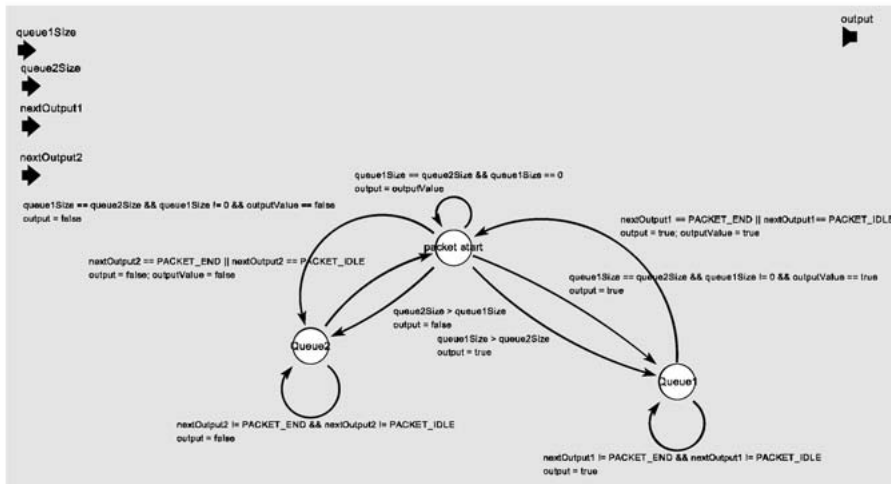 output
queue1Size
queue2Size
nextOutput1
nextOutput2
queue1Size == queue2Size && queue1Size == 0
output = outputValue
queue1Size == queue2Size && queue1Size != 0 && outputValue == false
output = false
nextOutput1 == PACKET_END || nextOutput1== PACKET_IDLE
output = true; outputValue = true
packet start
nextOutput2 == PACKET_END || nextOutput2 == PACKET_IDLE
output = false; outputValue = false
queue1Size == queue2Size && queue1Size != 0 && outputValue == true
output = true
queue2Size > queue1Size
output = false
queue1Size > queue2Size
output = true
Queue2
Queue1
nextOutput2 != PACKET_END && nextOutput2 != PACKET_IDLE
output = false
nextOutput1 != PACKET_END && nextOutput1 != PACKET_IDLE
output = true